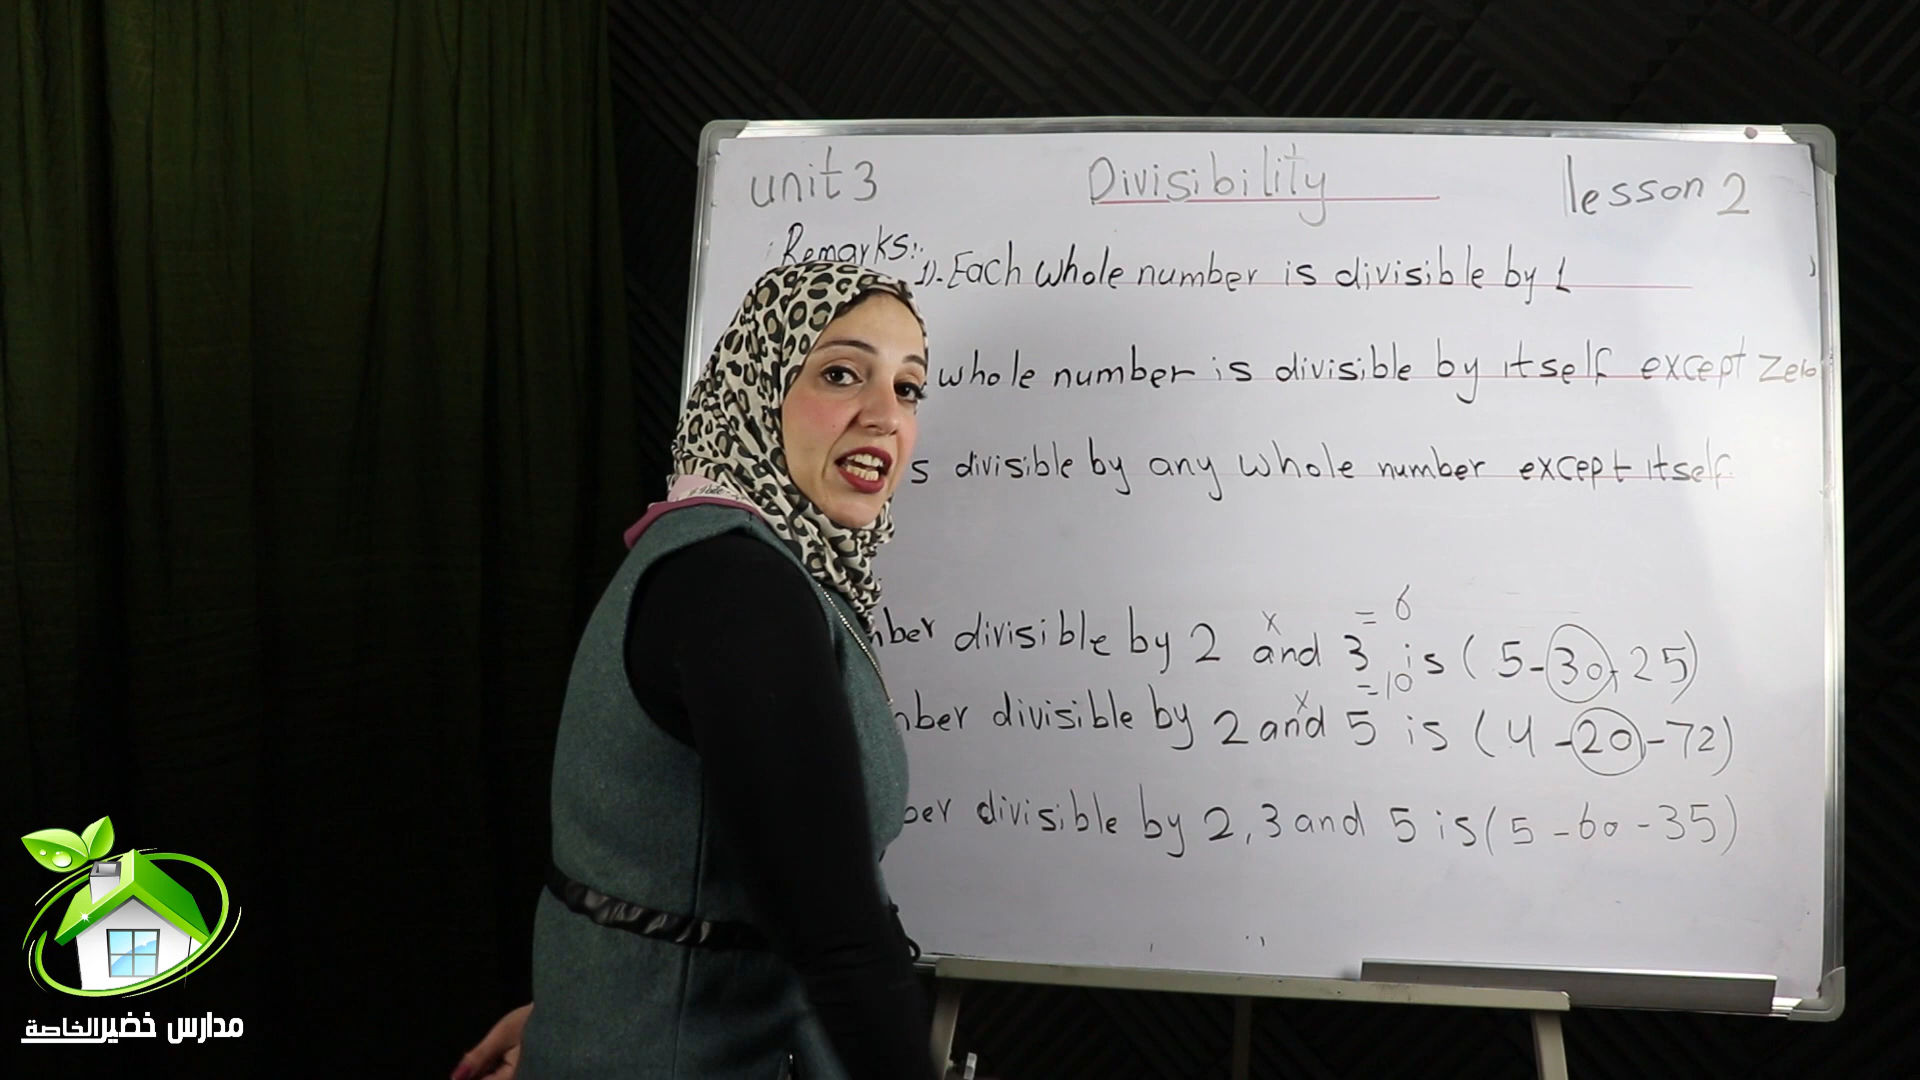 unit 3 Divisibility lesson 2
Remarks:
1). Each whole number is divisible by 1
whole number is divisible by itself except Zero
s divisible by any whole number except itself
x = 6
nber divisible by 2 and 3 is ( 5 - 30, 25)
x = 10
nber divisible by 2 and 5 is ( 4 - 20 - 72)
ber divisible by 2, 3 and 5 is ( 5 - 60 - 35)
مدارس خضير الخاصة